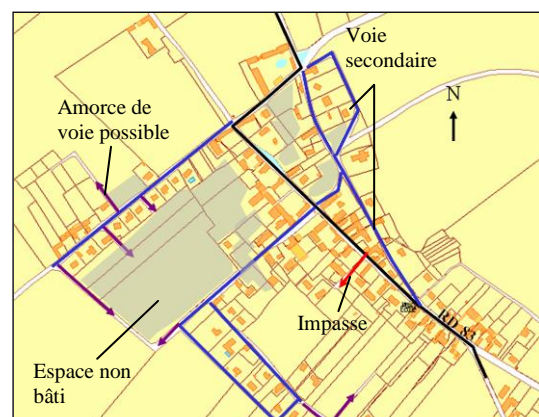 Voie
secondaire
Amorce de
voie possible
N
RD 83
Impasse
Espace non
bâti